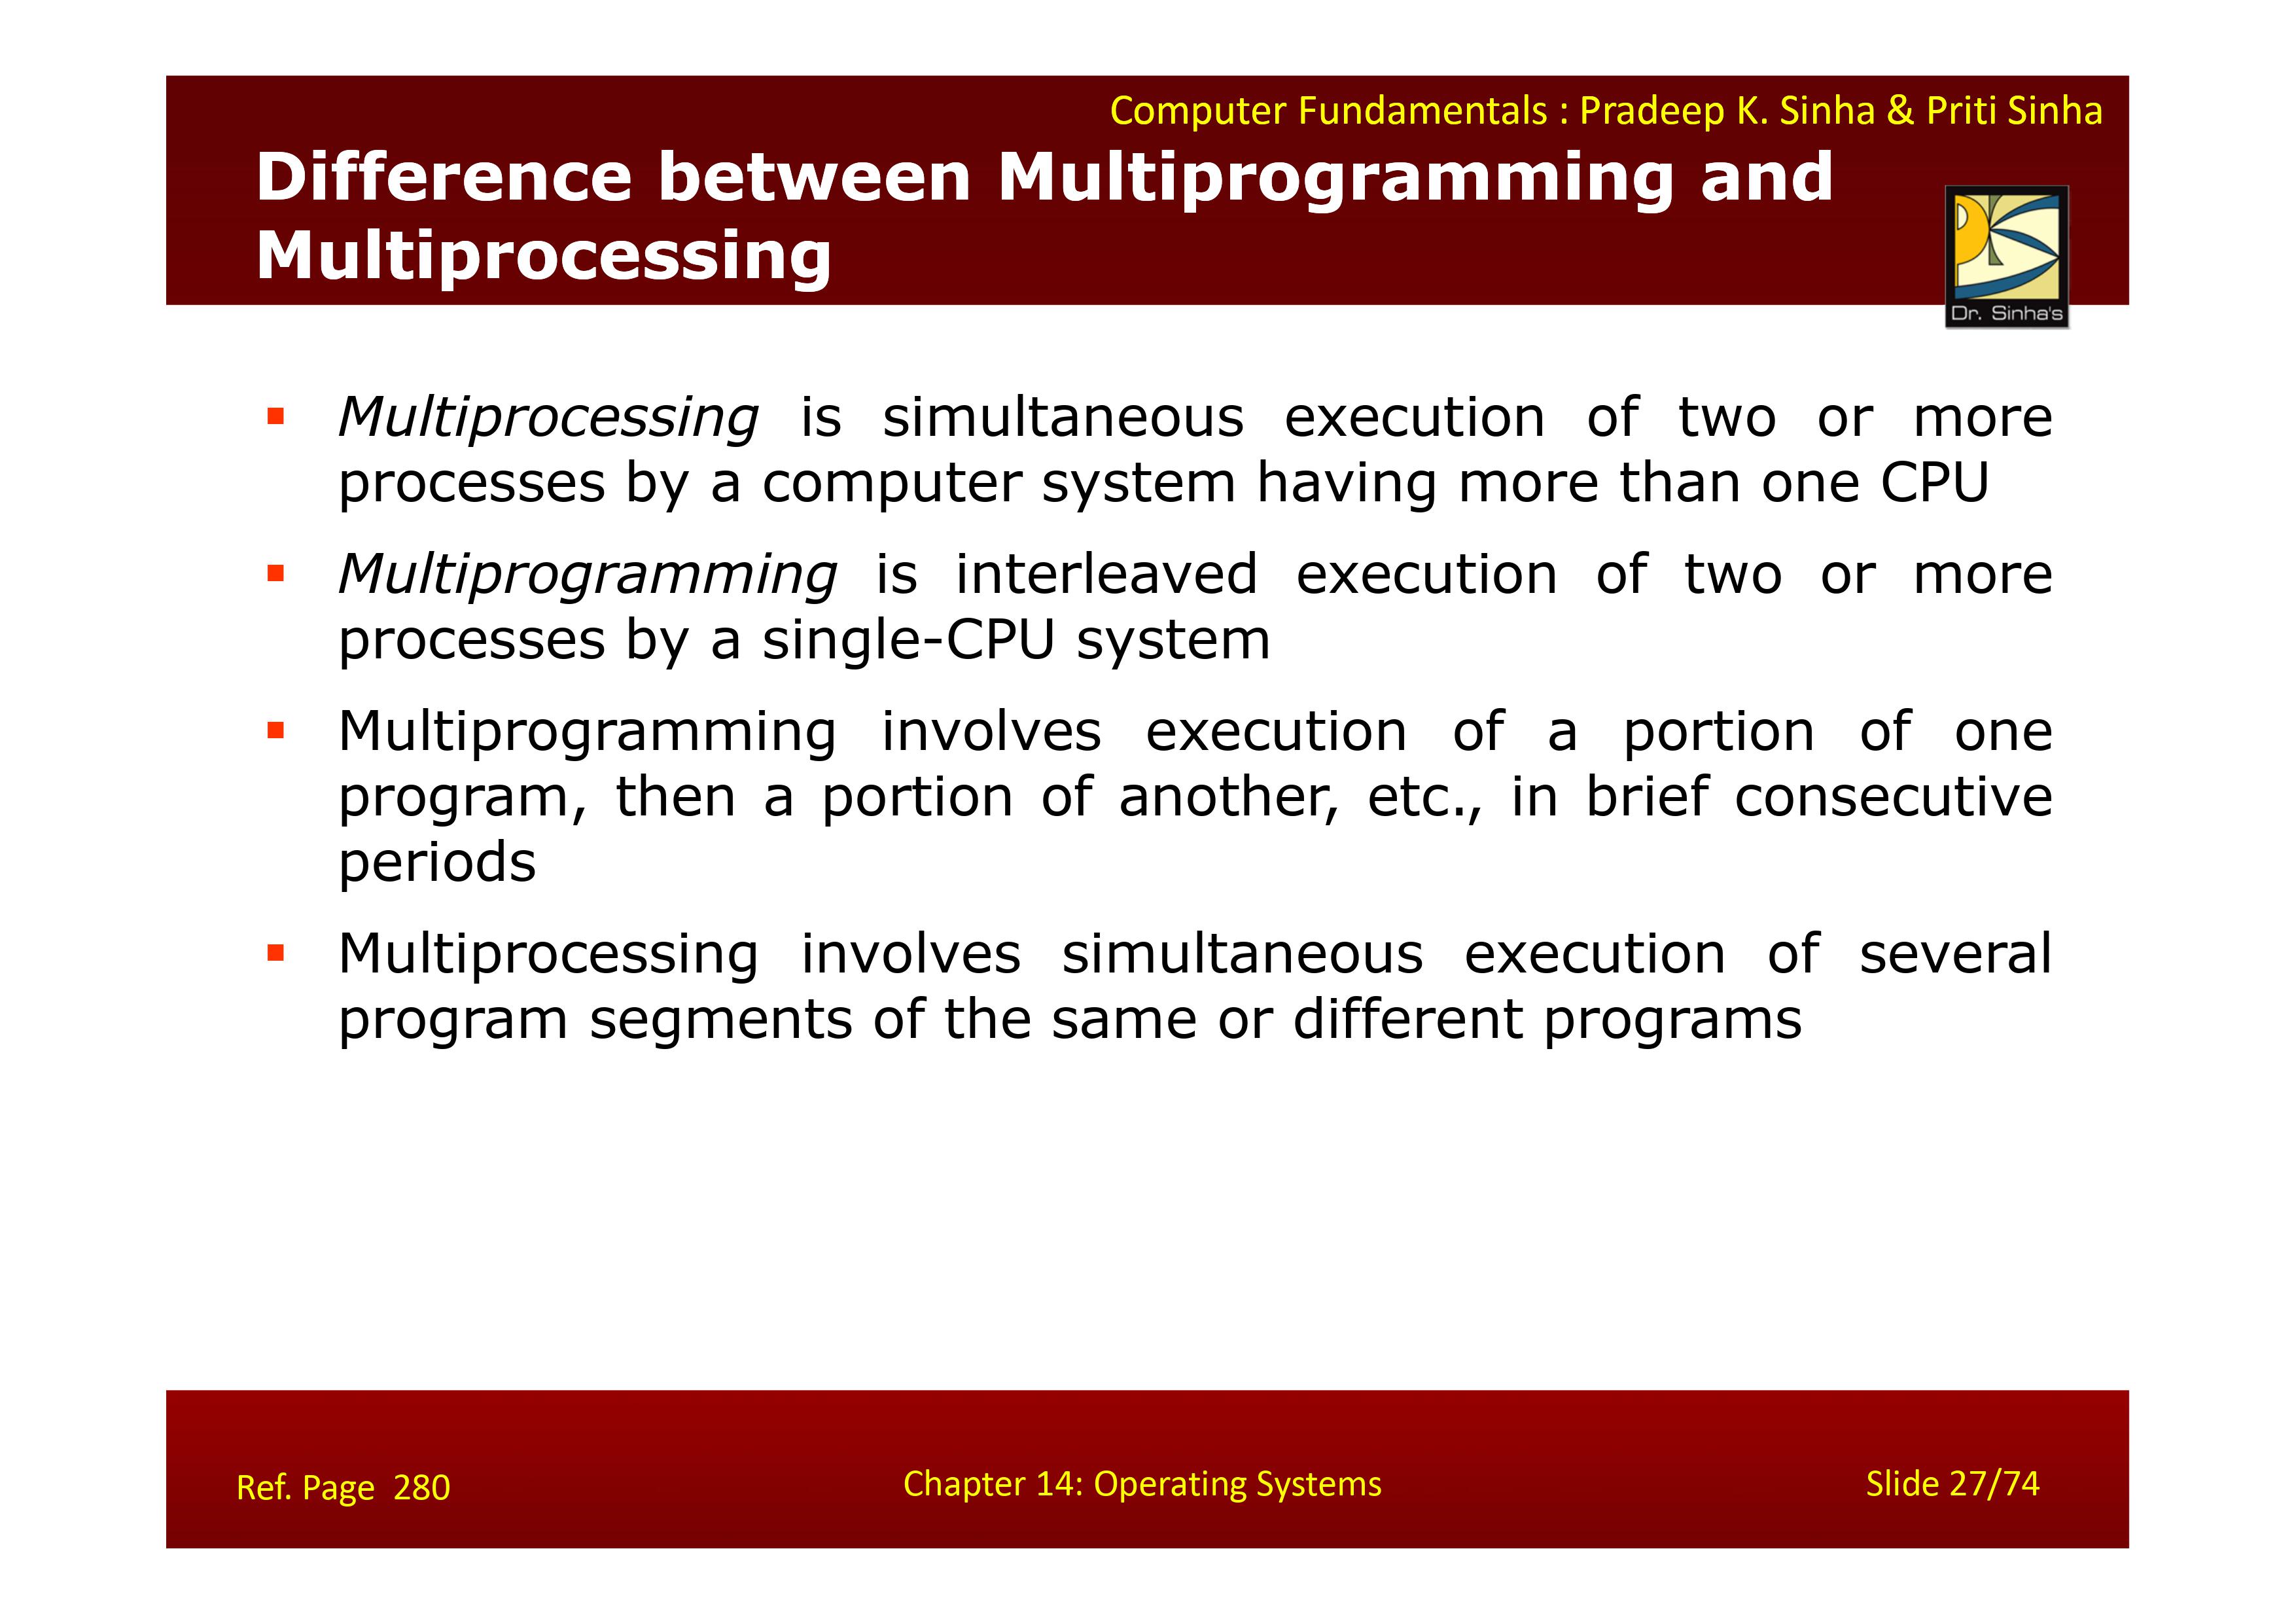 Computer Fundamentals : Pradeep K. Sinha & Priti Sinha
Difference between Multiprogramming and
Multiprocessing
Dr. Sinha's
▪ Multiprocessing is simultaneous execution of two or more
processes by a computer system having more than one CPU
▪ Multiprogramming is interleaved execution of two or more
processes by a single-CPU system
▪ Multiprogramming involves execution of a portion of one
program, then a portion of another, etc., in brief consecutive
periods
▪ Multiprocessing involves simultaneous execution of several
program segments of the same or different programs
Ref. Page 280
Chapter 14: Operating Systems
Slide 27/74